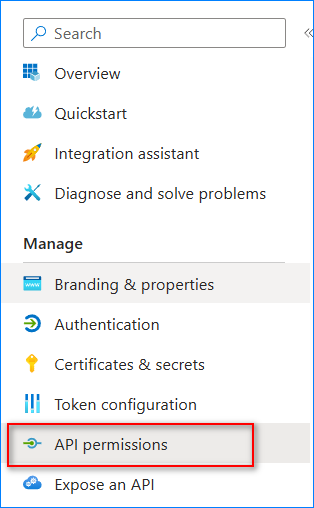 Search
Overview
Quickstart
Integration assistant
Diagnose and solve problems
Manage
Branding & properties
Authentication
Certificates & secrets
Token configuration
API permissions
Expose an API